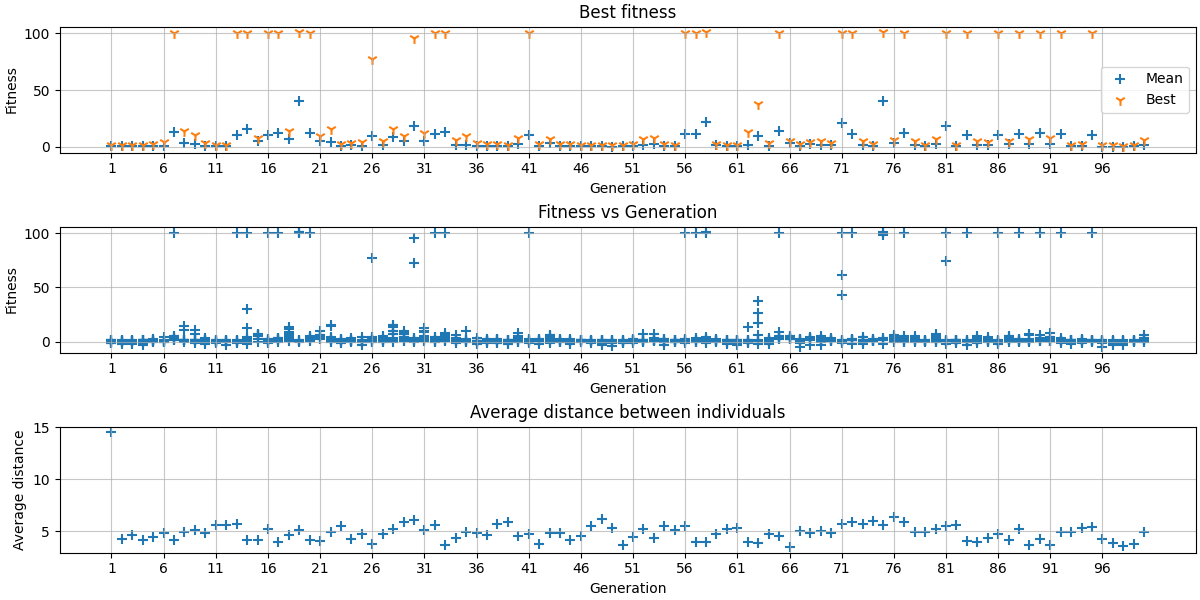 Best fitness
100
50
0
Fitness
Mean
Best
1 6 11 16 21 26 31 36 41 46 51 56 61 66 71 76 81 86 91 96
Generation
Fitness vs Generation
100
50
0
Fitness
1 6 11 16 21 26 31 36 41 46 51 56 61 66 71 76 81 86 91 96
Generation
Average distance between individuals
15
10
5
Average distance
1 6 11 16 21 26 31 36 41 46 51 56 61 66 71 76 81 86 91 96
Generation